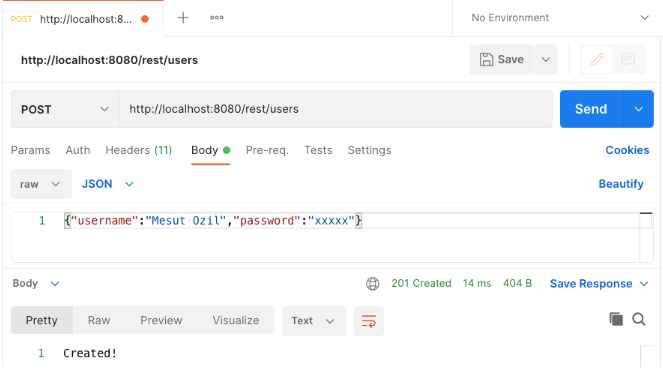 POST http://localhost:8... + ooo No Environment
http://localhost:8080/rest/users Save
POST http://localhost:8080/rest/users Send
Params Auth Headers (11) Body Pre-req. Tests Settings Cookies
raw JSON Beautify
1 {"username":"Mesut Ozil","password":"xxxxx"}
Body 201 Created 14 ms 404 B Save Response
Pretty Raw Preview Visualize Text
1 Created!